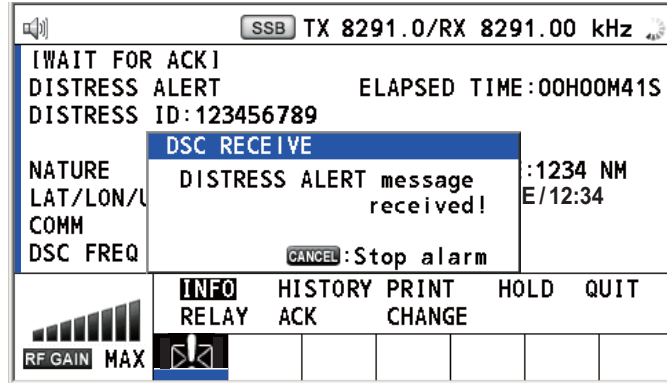 SSB TX 8291.0/RX 8291.00 kHz
[WAIT FOR ACK]
DISTRESS ALERT ELAPSED TIME:00H00M41S
DISTRESS ID:123456789
DSC RECEIVE
DISTRESS ALERT message
received!
CANCEL:Stop alarm
NATURE :1234 NM
LAT/LON/U E/12:34
COMM
DSC FREQ
INFO HISTORY PRINT HOLD QUIT
RELAY ACK CHANGE
RF GAIN MAX